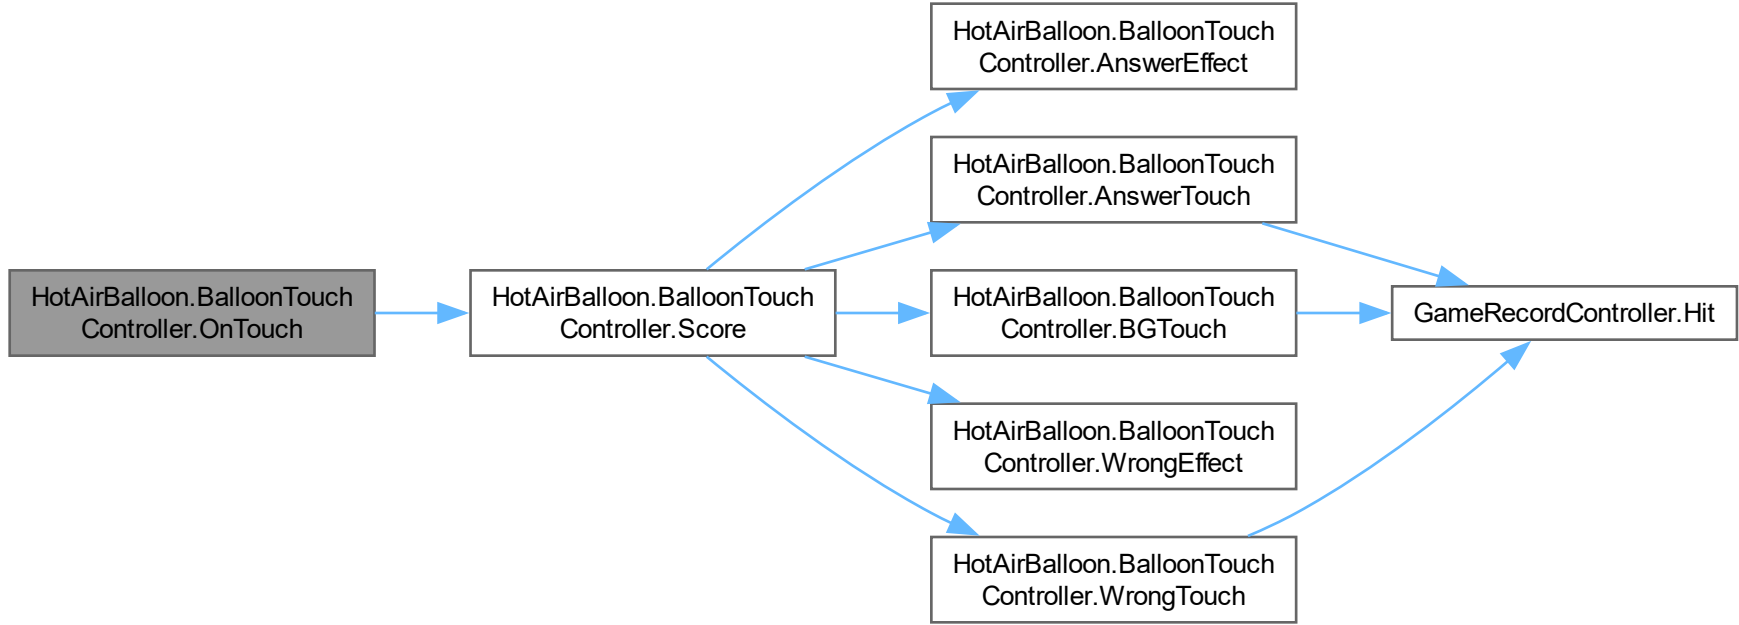 HotAirBalloon.BalloonTouch
Controller.OnTouch
HotAirBalloon.BalloonTouch
Controller.Score
HotAirBalloon.BalloonTouch
Controller.AnswerEffect
HotAirBalloon.BalloonTouch
Controller.AnswerTouch
HotAirBalloon.BalloonTouch
Controller.BGTouch
HotAirBalloon.BalloonTouch
Controller.WrongEffect
HotAirBalloon.BalloonTouch
Controller.WrongTouch
GameRecordController.Hit